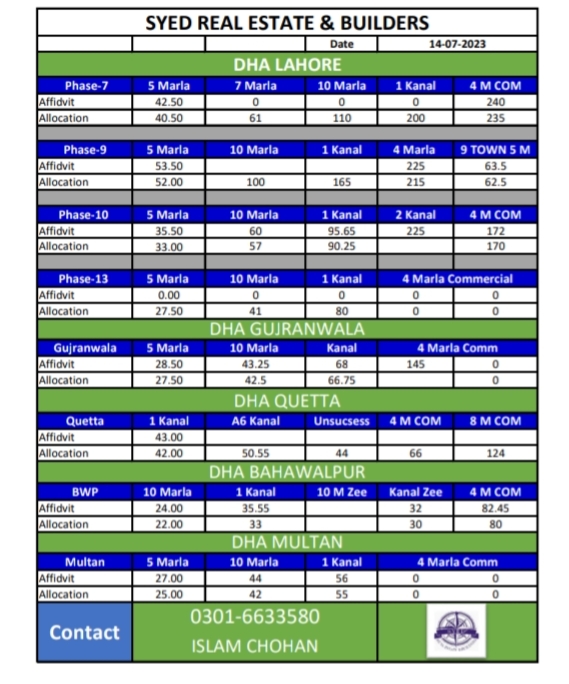 SYED REAL ESTATE & BUILDERS
Date 14-07-2023
DHA LAHORE
Phase-7 5 Marla 7 Marla 10 Marla 1 Kanal 4 M COM
Affidvit 42.50 0 0 0 240
Allocation 40.50 61 110 200 235
Phase-9 5 Marla 10 Marla 1 Kanal 4 Marla 9 TOWN 5 M
Affidvit 53.50 225 63.5
Allocation 52.00 100 165 215 62.5
Phase-10 5 Marla 10 Marla 1 Kanal 2 Kanal 4 M COM
Affidvit 35.50 60 95.65 225 172
Allocation 33.00 57 90.25 170
Phase-13 5 Marla 10 Marla 1 Kanal 4 Marla Commercial
Affidvit 0.00 0 0 0 0
Allocation 27.50 41 80 0 0
DHA GUJRANWALA
Gujranwala 5 Marla 10 Marla Kanal 4 Marla Comm
Affidvit 28.50 43.25 68 145 0
Allocation 27.50 42.5 66.75 0
DHA QUETTA
Quetta 1 Kanal A6 Kanal Unsucsess 4 M COM 8 M COM
Affidvit 43.00
Allocation 42.00 50.55 44 66 124
DHA BAHAWALPUR
BWP 10 Marla 1 Kanal 10 M Zee Kanal Zee 4 M COM
Affidvit 24.00 35.55 32 82.45
Allocation 22.00 33 30 80
DHA MULTAN
Multan 5 Marla 10 Marla 1 Kanal 4 Marla Comm
Affidvit 27.00 44 56 0 0
Allocation 25.00 42 55 0 0
Contact
0301-6633580
ISLAM CHOHAN